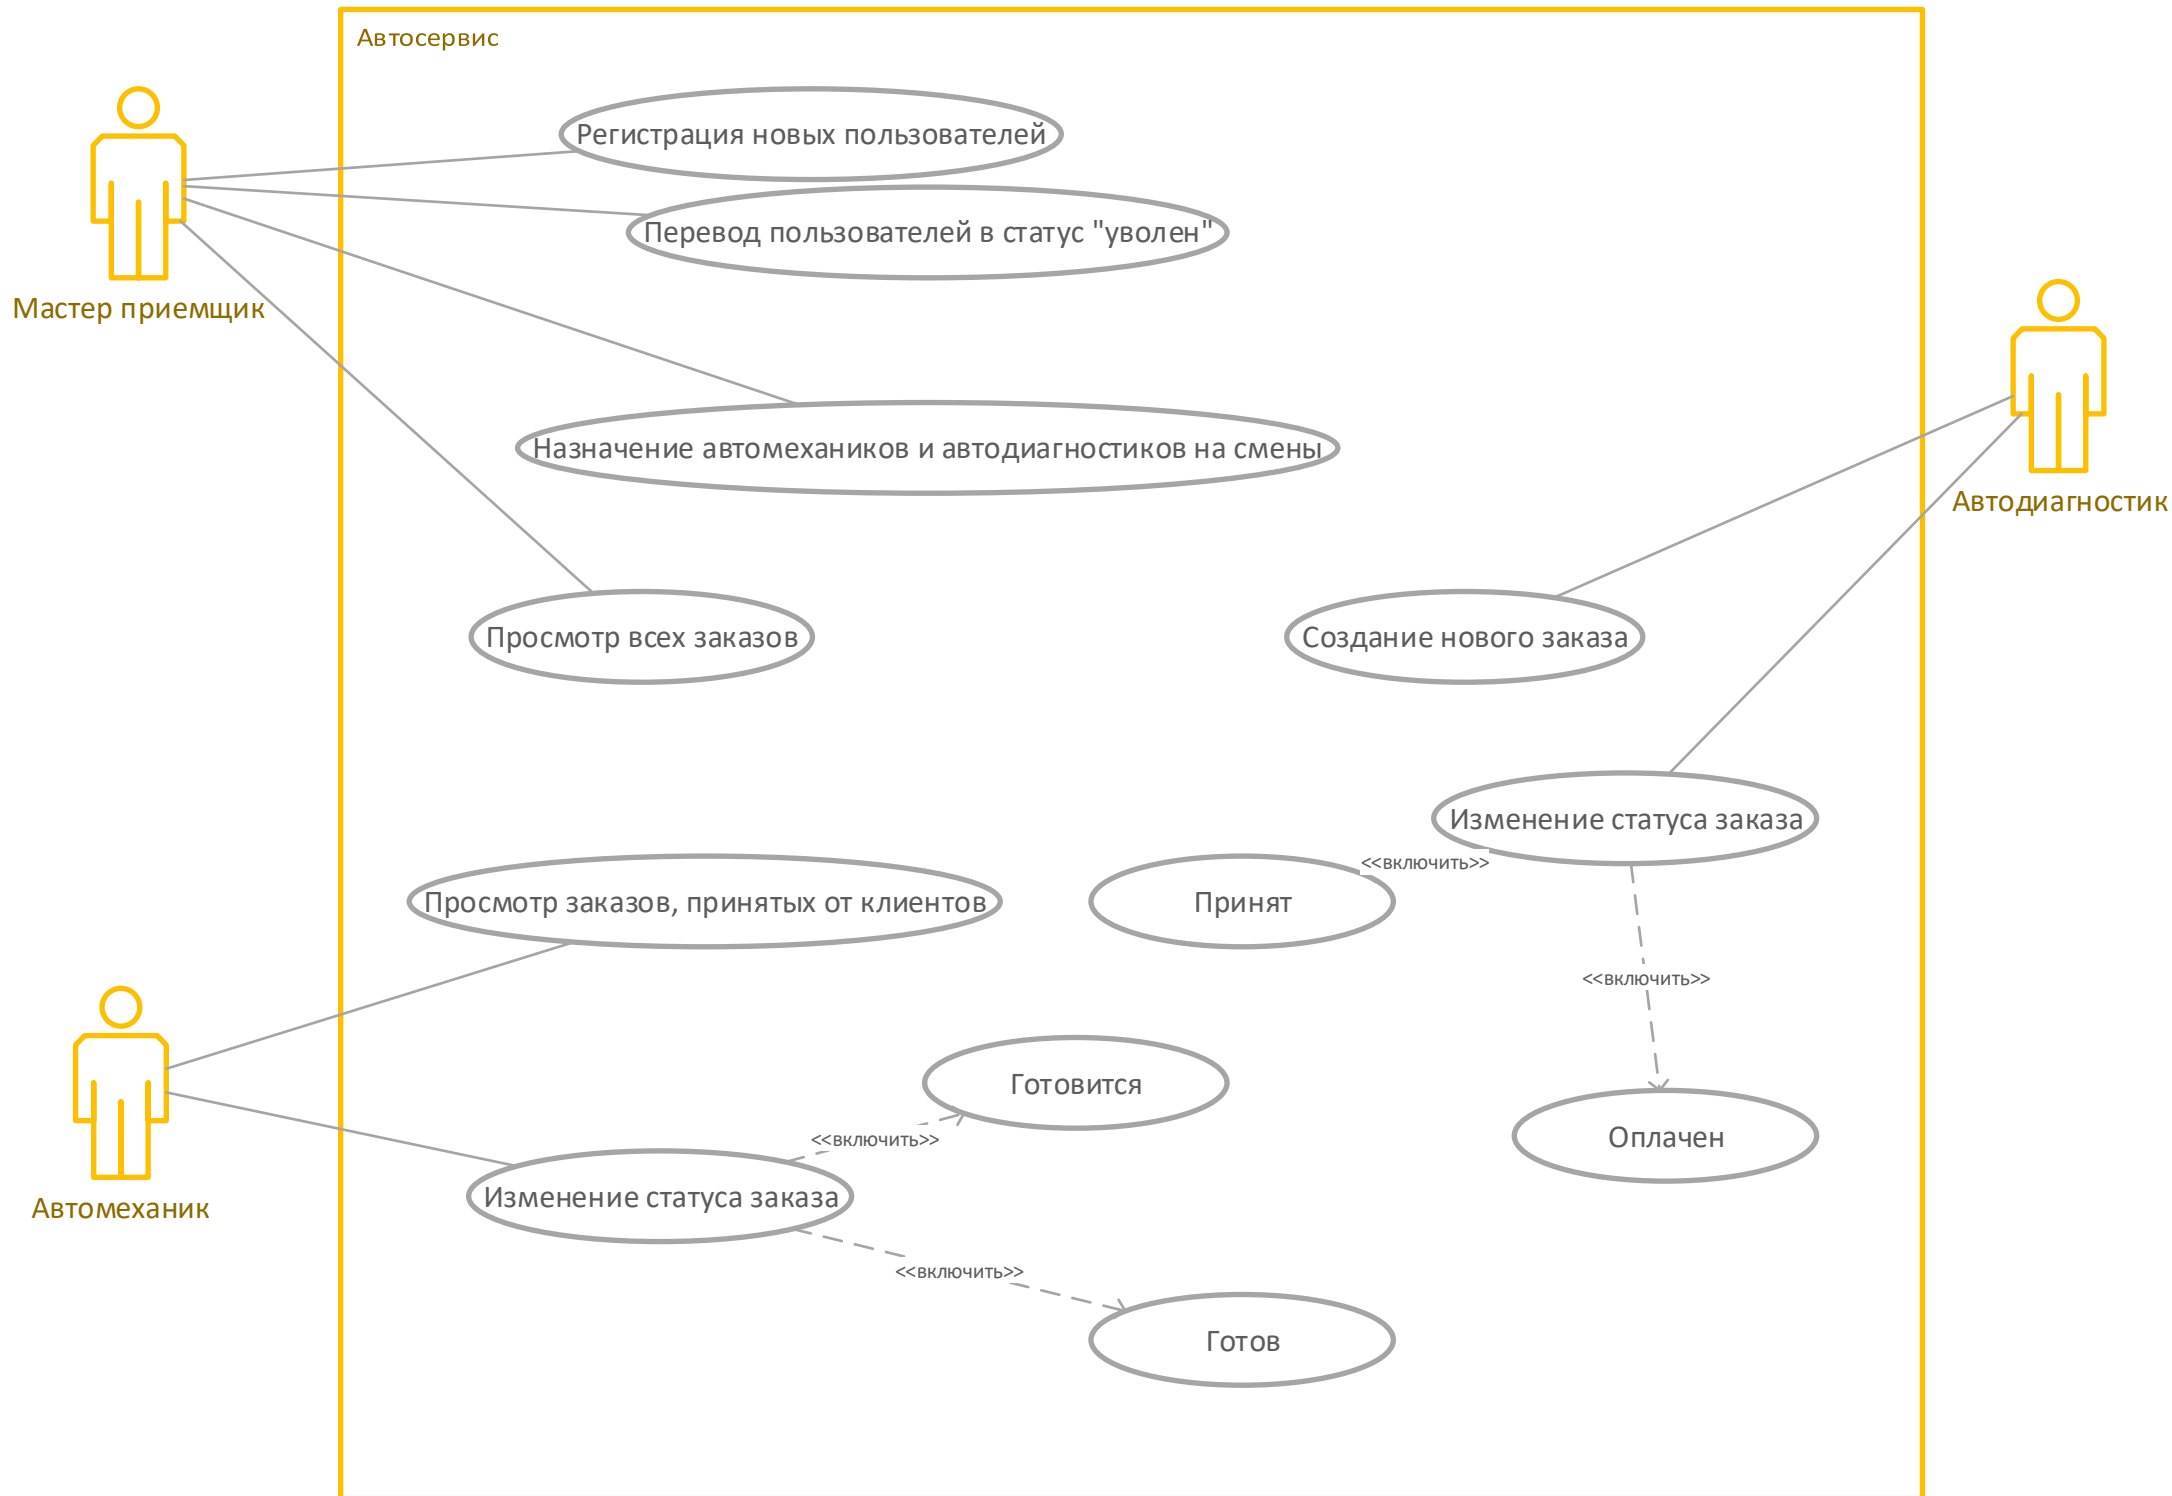 Автосервис
Регистрация новых пользователей
Перевод пользователей в статус "уволен"
Мастер приемщик
Назначение автомехаников и автодиагностиков на смены
Автодиагностик
Просмотр всех заказов
Создание нового заказа
Изменение статуса заказа
<<включить>>
Просмотр заказов, принятых от клиентов
Принят
<<включить>>
Готовится
Оплачен
<<включить>>
Изменение статуса заказа
Автомеханик
<<включить>>
Готов